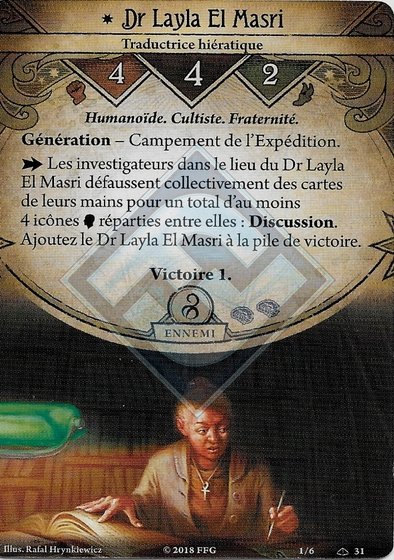 Dr Layla El Masri
Traductrice hiératique
4 4 2
Humanoïde. Cultiste. Fraternité.
Génération – Campement de l'Expédition.
Les investigateurs dans le lieu du Dr Layla
El Masri défaussent collectivement des cartes
de leurs mains pour un total d'au moins
4 icônes réparties entre elles : Discussion.
Ajoutez le Dr Layla El Masri à la pile de victoire.
Victoire 1.
ENNEMI
Illus. Rafał Hrynkiewicz © 2018 FFG 1/6 31